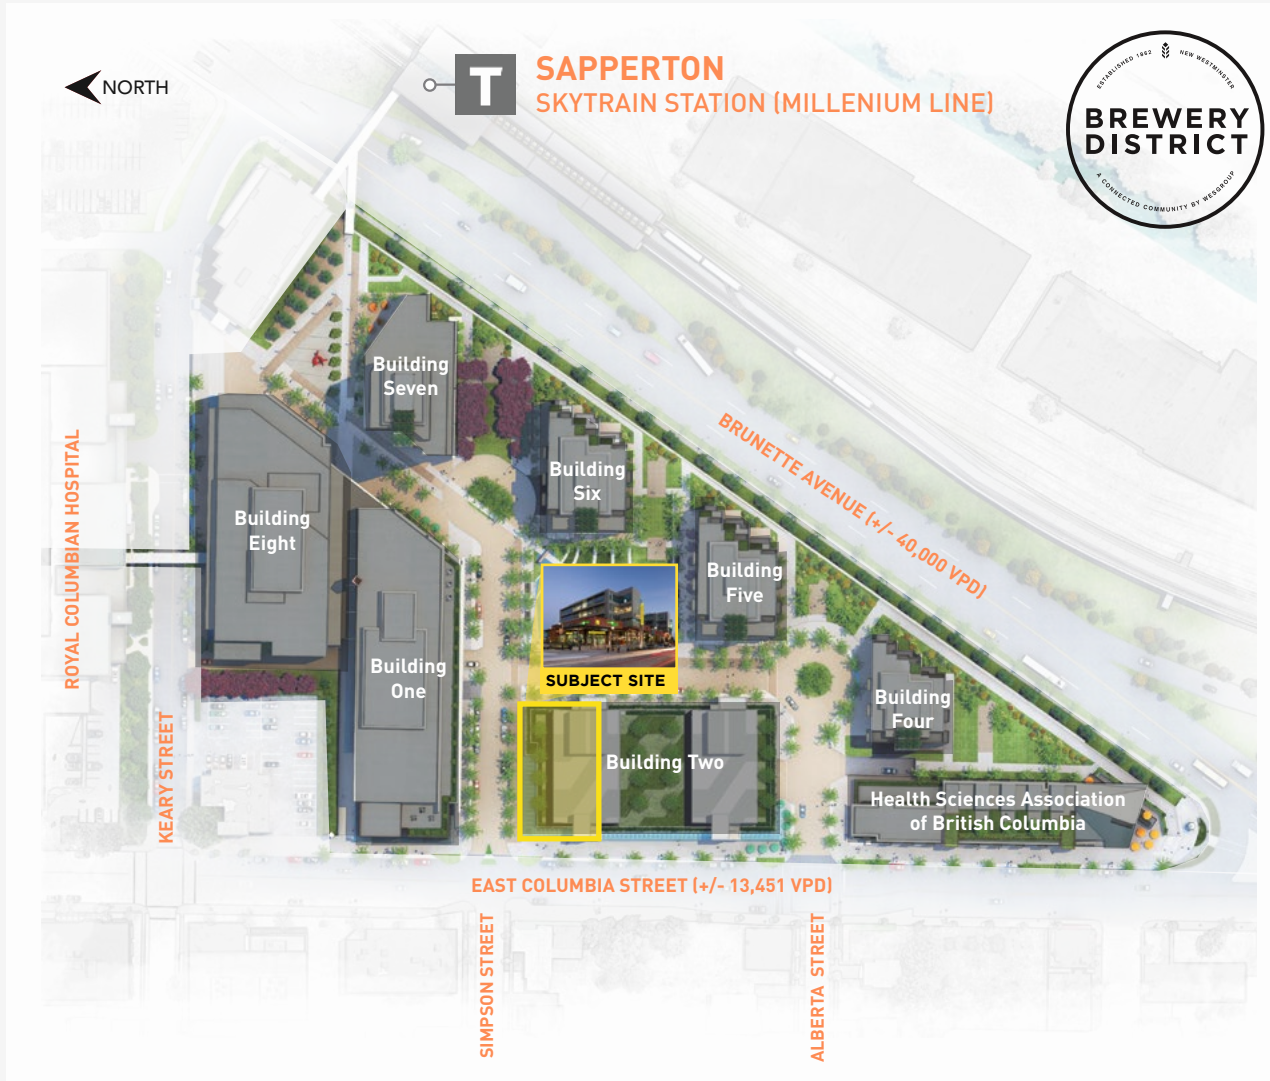 NORTH
T
SAPPERTON
SKYTRAIN STATION (MILLENIUM LINE)
ESTABLISHED 1862
NEW WESTMINSTER
BREWERY
DISTRICT
A CONNECTED COMMUNITY BY WESGROUP
Building
Seven
Building
Six
BRUNETTE AVENUE (+/- 40,000 VPD)
Building
Eight
ROYAL COLUMBIAN HOSPITAL
Building
Five
Building
One
SUBJECT SITE
Building
Four
Building Two
KEARY STREET
Health Sciences Association
of British Columbia
EAST COLUMBIA STREET (+/- 13,451 VPD)
SIMPSON STREET
ALBERTA STREET